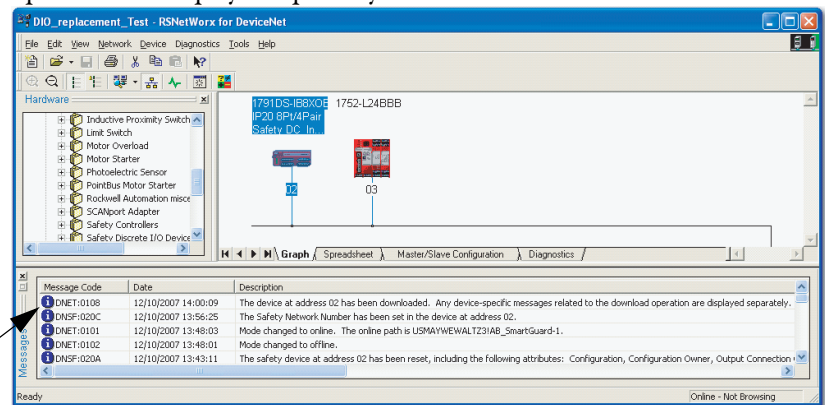 DIO_replacement_Test - RSNetWorx for DeviceNet
File Edit View Network Device Diagnostics Tools Help
Hardware
Inductive Proximity Switch
Limit Switch
Motor Overload
Motor Starter
Photoelectric Sensor
PointBus Motor Starter
Rockwell Automation misce
SCANport Adapter
Safety Controllers
Safety Discrete I/O Device
1791DS-IB8XOB
IP20 8Pt/4Pair
Safety DC In...
1752-L24BBB
02
03
Graph Spreadsheet Master/Slave Configuration Diagnostics
Messages
Message Code Date Description
DNET:0108 12/10/2007 14:00:09 The device at address 02 has been downloaded. Any device-specific messages related to the download operation are displayed separately.
DNSF:020C 12/10/2007 13:56:25 The Safety Network Number has been set in the device at address 02.
DNET:0101 12/10/2007 13:48:03 Mode changed to online. The online path is USMAYWEWALTZ3!AB_SmartGuard-1.
DNET:0102 12/10/2007 13:48:01 Mode changed to offline.
DNSF:020A 12/10/2007 13:43:11 The safety device at address 02 has been reset, including the following attributes: Configuration, Configuration Owner, Output Connection
Ready
Online - Not Browsing